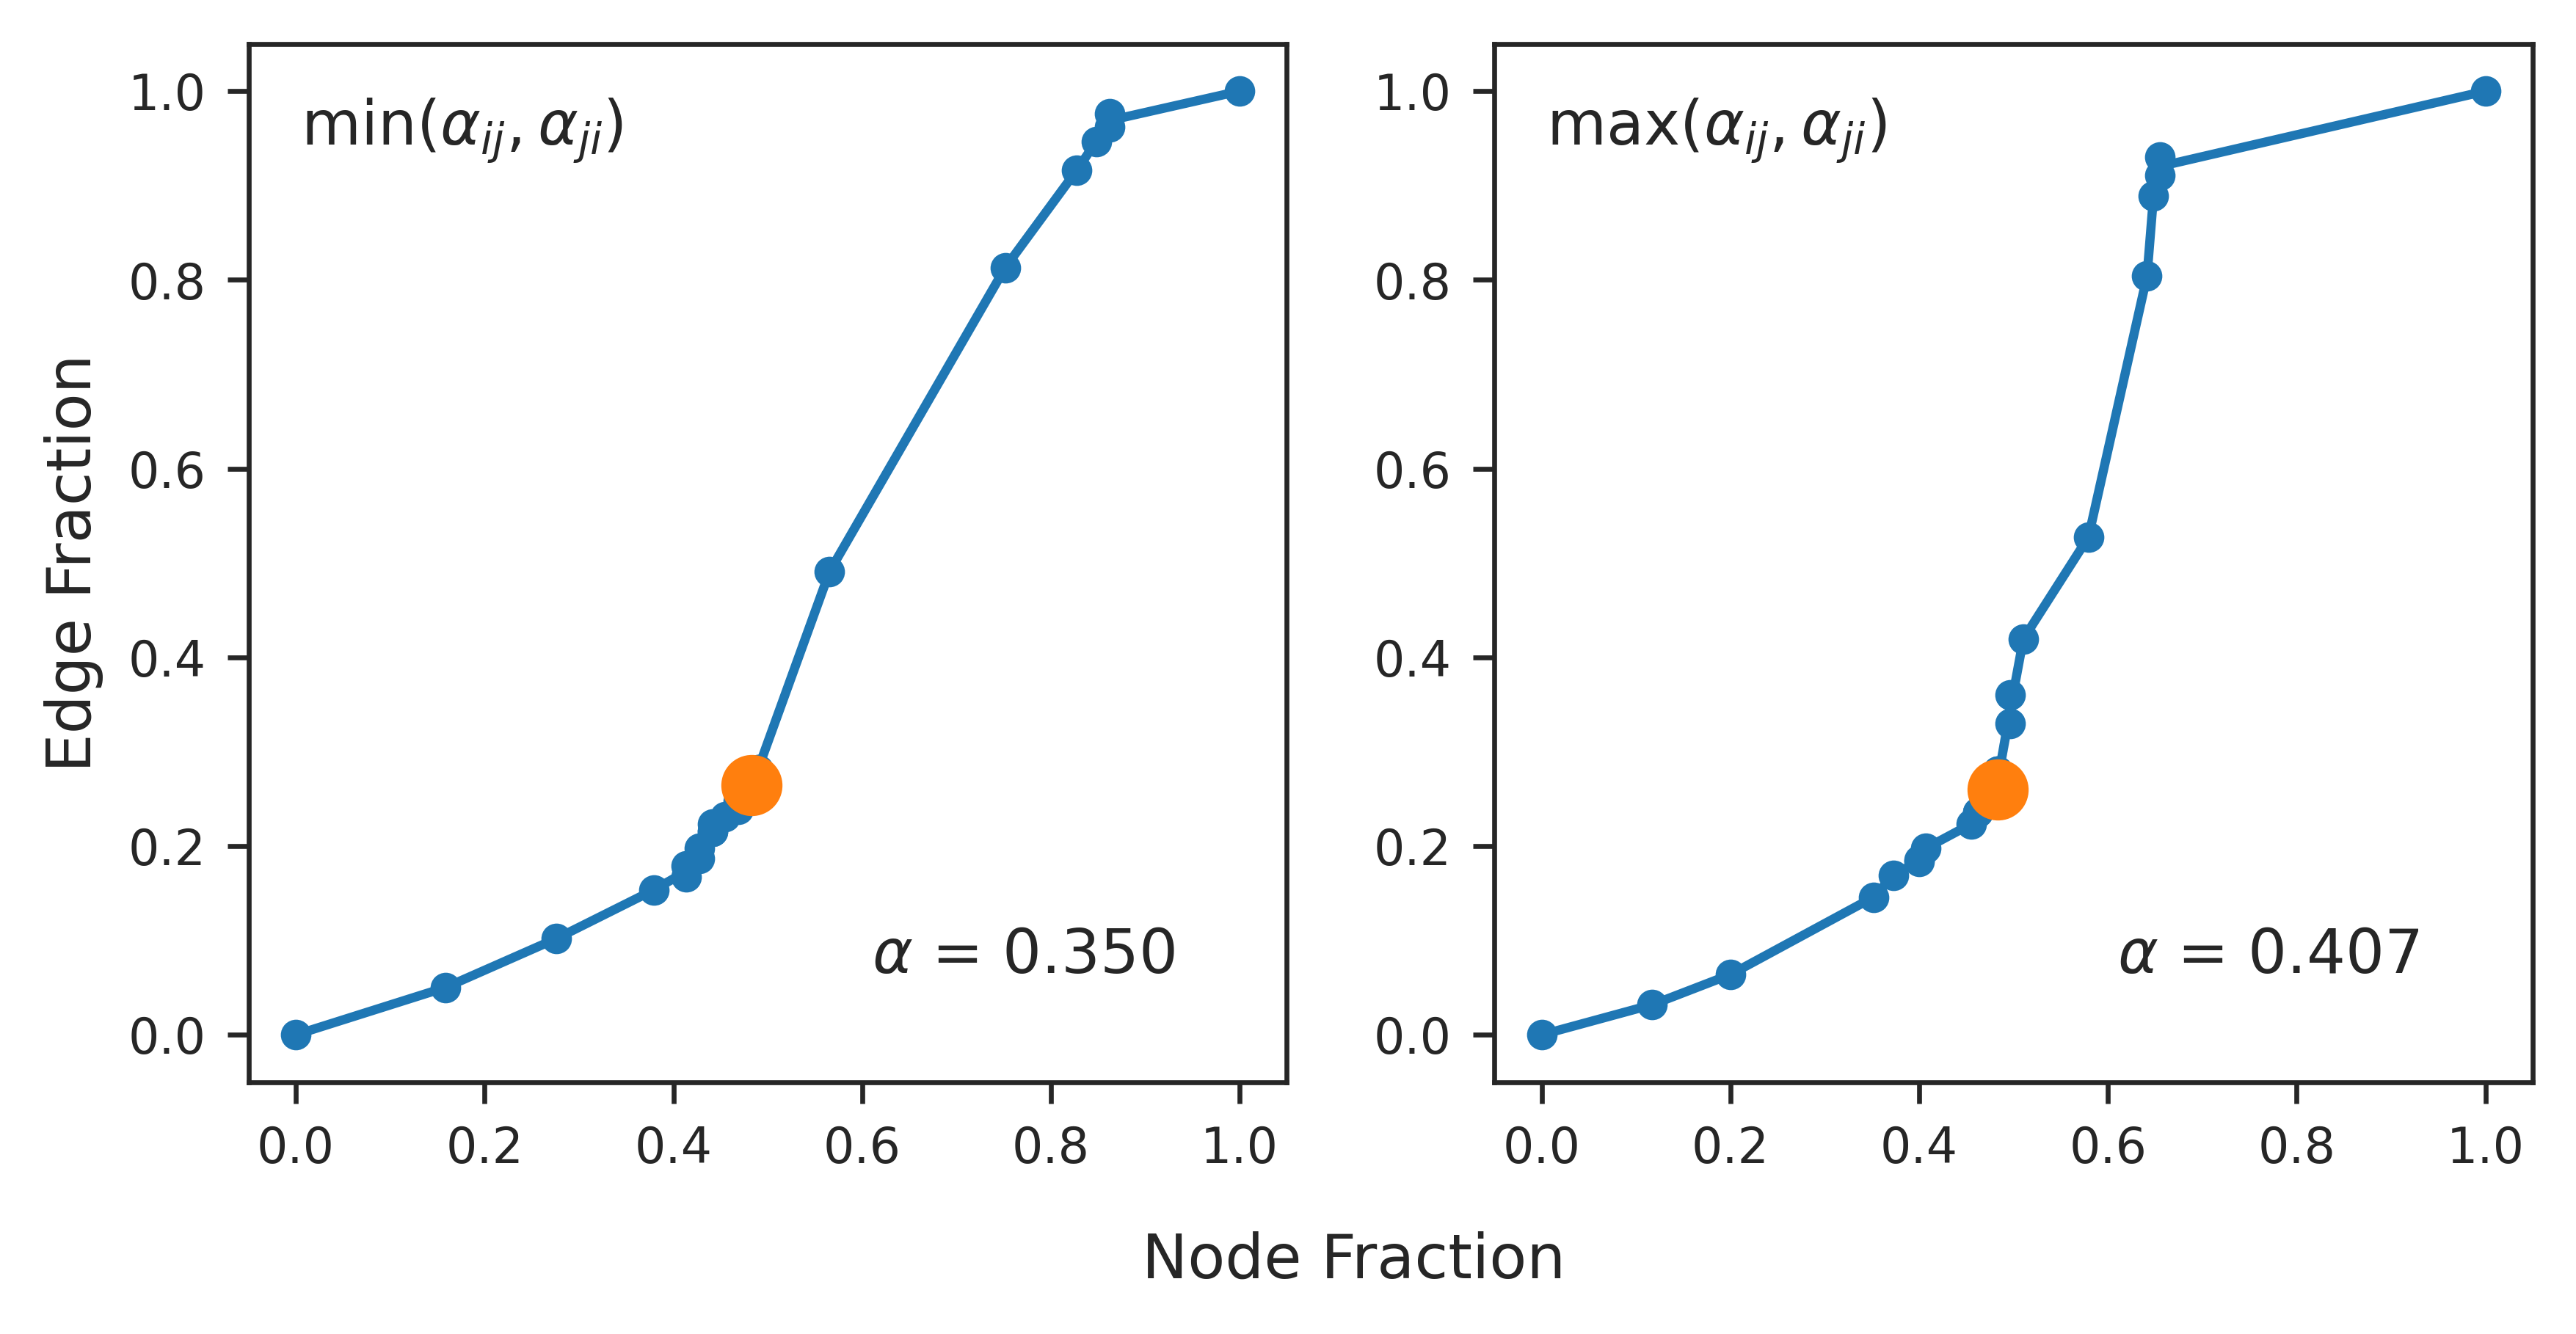 min(αij, αji)
max(αij, αji)
1.0
0.8
0.6
0.4
0.2
0.0
1.0
0.8
0.6
0.4
0.2
0.0
Edge Fraction
α = 0.350
α = 0.407
0.0 0.2 0.4 0.6 0.8 1.0
0.0 0.2 0.4 0.6 0.8 1.0
Node Fraction